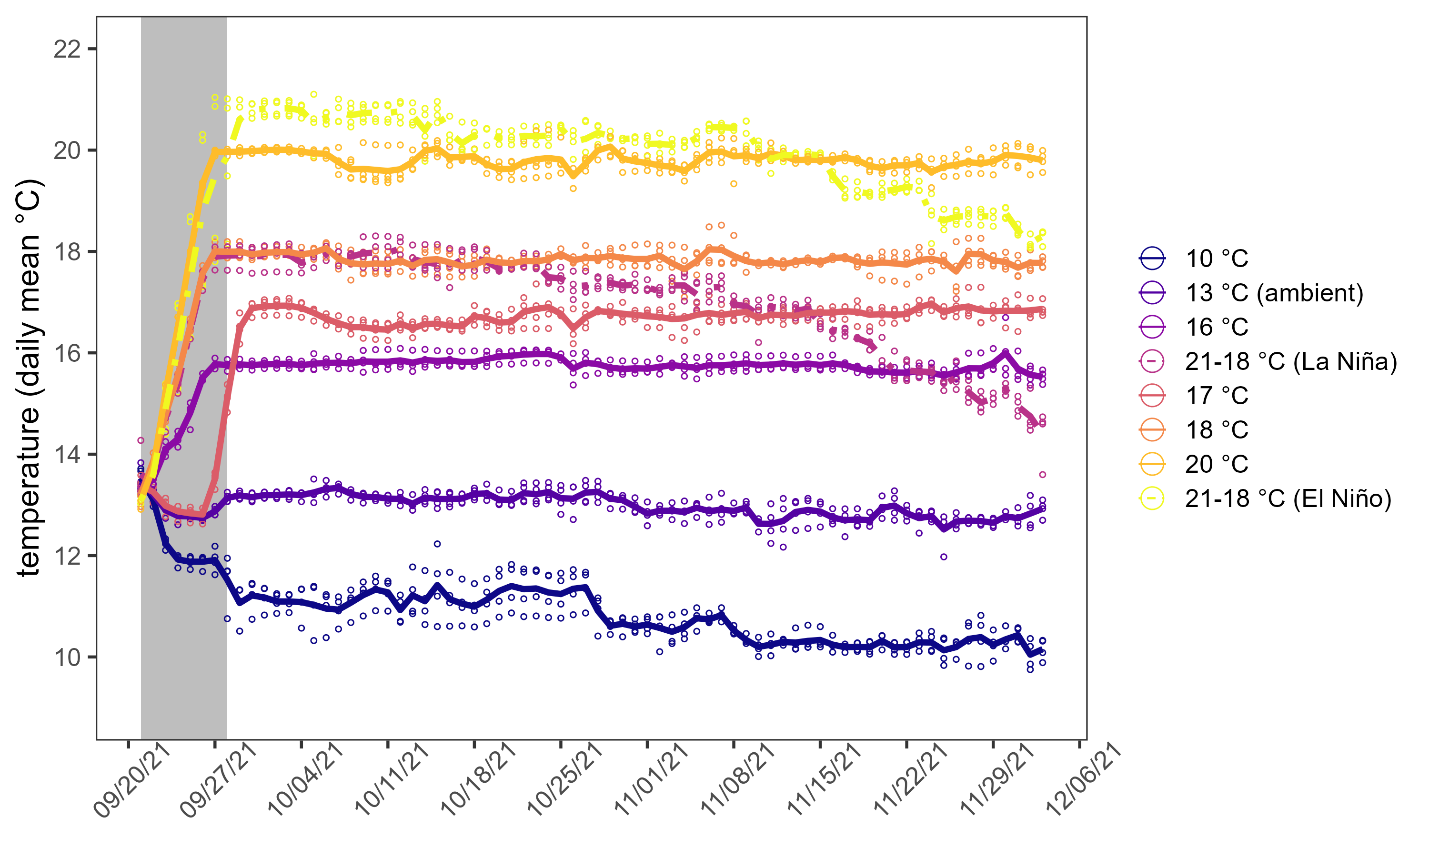 temperature (daily mean °C)
22
20
18
16
14
12
10
09/20/21
09/27/21
10/04/21
10/11/21
10/18/21
10/25/21
11/01/21
11/08/21
11/15/21
11/22/21
11/29/21
12/06/21
10 °C
13 °C (ambient)
16 °C
21-18 °C (La Niña)
17 °C
18 °C
20 °C
21-18 °C (El Niño)